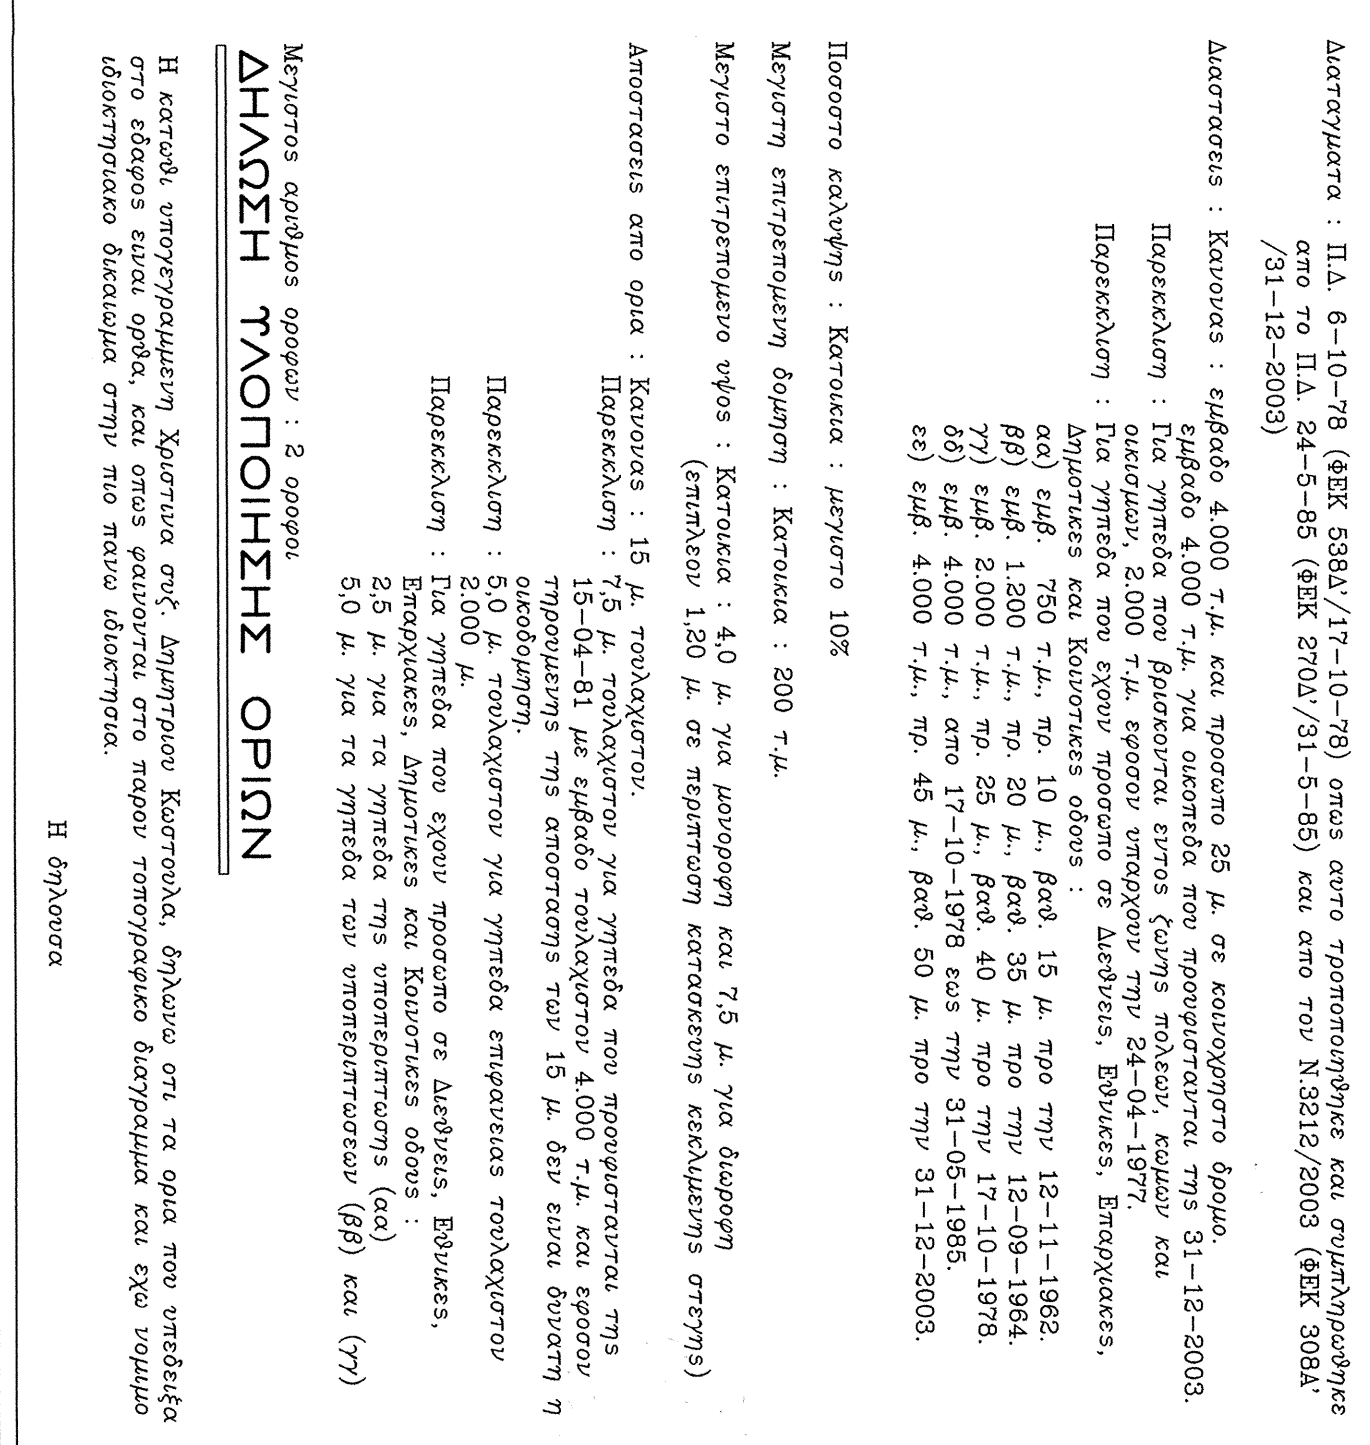 Διαταγματα : Π.Δ. 6-10-78 (ΦΕΚ 538Δ'/17-10-78) οπως αυτο τροποποιηθηκε και συμπληρωθηκε
απο το Π.Δ. 24-5-85 (ΦΕΚ 270Δ'/31-5-85) και απο τον Ν.3212/2003 (ΦΕΚ 308Α'
/31-12-2003)
Διαστασεις : Κανονας : εμβαδο 4.000 τ.μ. και προσωπο 25 μ. σε κοινοχρηστο δρομο.
εμβαδο 4.000 τ.μ. για οικοπεδα που προυφιστανται της 31-12-2003.
Παρεκκλιση : Για γηπεδα που βρισκονται εντος ζωνης πολεων, κωμων και
οικισμων, 2.000 τ.μ. εφοσον υπαρχουν την 24-04-1977.
Παρεκκλιση : Για γηπεδα που εχουν προσωπο σε Διεθνεις, Εθνικες, Επαρχιακες,
Δημοτικες και Κοινοτικες οδους :
αα) εμβ. 750 τ.μ., πρ. 10 μ., βαθ. 15 μ. προ την 12-11-1962.
ββ) εμβ. 1.200 τ.μ., πρ. 20 μ., βαθ. 35 μ. προ την 12-09-1964.
γγ) εμβ. 2.000 τ.μ., πρ. 25 μ., βαθ. 40 μ. προ την 17-10-1978.
δδ) εμβ. 4.000 τ.μ., απο 17-10-1978 εως την 31-05-1985.
εε) εμβ. 4.000 τ.μ., πρ. 45 μ., βαθ. 50 μ. προ την 31-12-2003.
Ποσοστο καλυψης : Κατοικια : μεγιστο 10%
Μεγιστη επιτρεπομενη δομηση : Κατοικια : 200 τ.μ.
Μεγιστο επιτρεπομενο υψος : Κατοικια : 4,0 μ. για μονοροφη και 7,5 μ. για διωροφη
(επιπλεον 1,20 μ. σε περιπτωση κατασκευης κεκλιμενης στεγης)
Αποστασεις απο ορια : Κανονας : 15 μ. τουλαχιστον.
Παρεκκλιση : 7,5 μ. τουλαχιστον για γηπεδα που προυφιστανται της
15-04-81 με εμβαδο τουλαχιστον 4.000 τ.μ. και εφοσον
τηρουμενης της αποστασης των 15 μ. δεν ειναι δυνατη η
οικοδομηση.
Παρεκκλιση : 5,0 μ. τουλαχιστον για γηπεδα επιφανειας τουλαχιστον
2.000 μ.
Παρεκκλιση : Για γηπεδα που εχουν προσωπο σε Διεθνεις, Εθνικες,
Επαρχιακες, Δημοτικες και Κοινοτικες οδους :
2,5 μ. για τα γηπεδα της υποπεριπτωσης (αα)
5,0 μ. για τα γηπεδα των υποπεριπτωσεων (ββ) και (γγ)
Μεγιστος αριθμος οροφων : 2 οροφοι
ΔΗΛΩΣΗ ΥΛΟΠΟΙΗΣΗΣ ΟΡΙΩΝ
Η κατωθι υπογεγραμμενη Χριστινα συζ. Δημητριου Κωστουλα, δηλωνω οτι τα ορια που υπεδειξα
στο εδαφος ειναι ορθα, και οπως φαινονται στο παρον τοπογραφικο διαγραμμα και εχω νομιμο
ιδιοκτησιακο δικαιωμα στην πιο πανω ιδιοκτησια.
Η δηλουσα